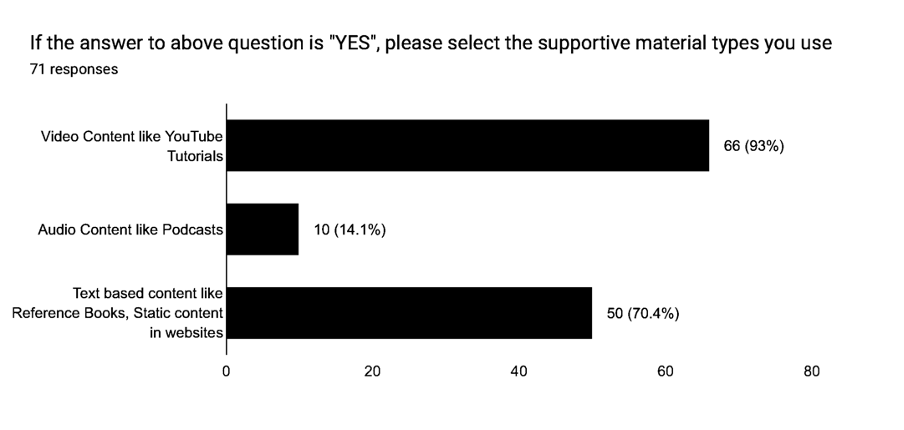 If the answer to above question is "YES", please select the supportive material types you use
71 responses
Video Content like YouTube
Tutorials
66 (93%)
Audio Content like Podcasts
10 (14.1%)
Text based content like
Reference Books, Static content
in websites
50 (70.4%)
0 20 40 60 80